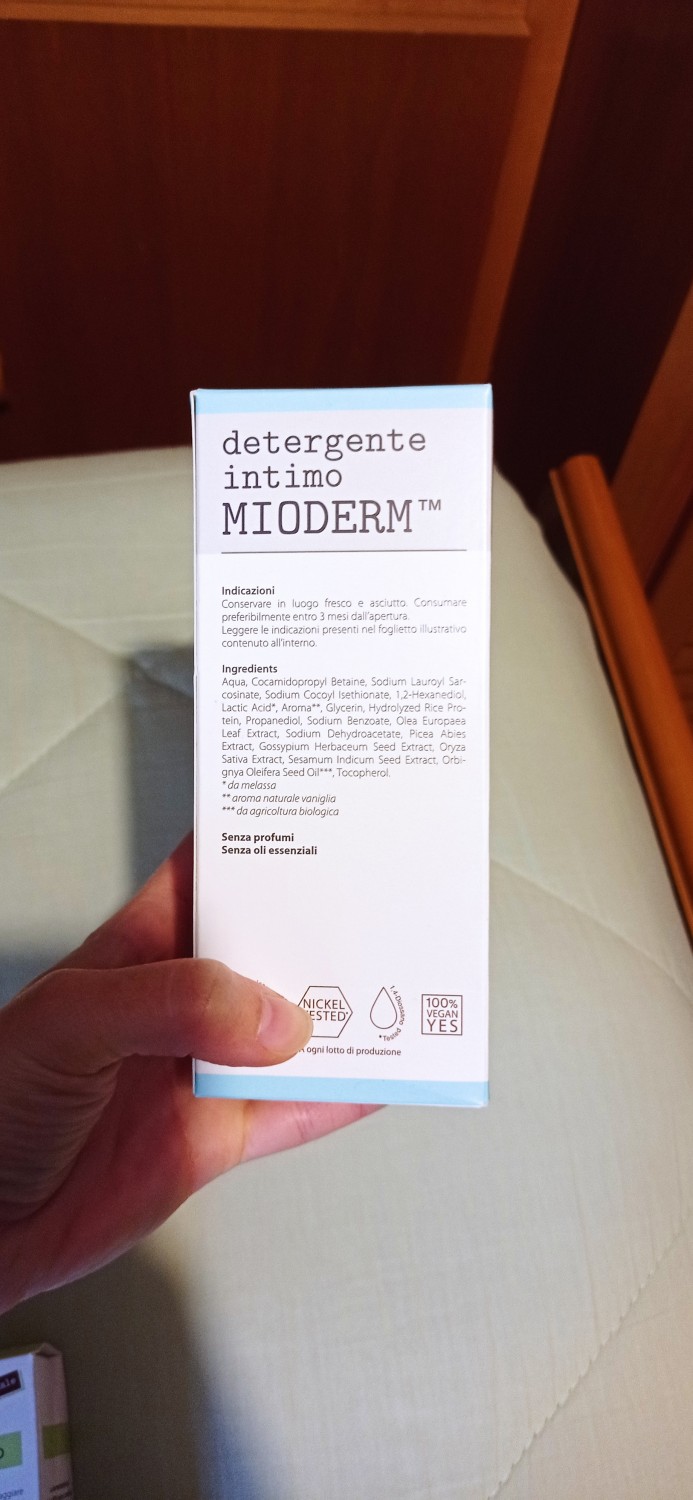 detergente
intimo
MIODERM™
Indicazioni
Conservare in luogo fresco e asciutto. Consumare
preferibilmente entro 3 mesi dall'apertura.
Leggere le indicazioni presenti nel foglietto illustrativo
contenuto all'interno.
Ingredients
Aqua, Cocamidopropyl Betaine, Sodium Lauroyl Sar-
cosinate, Sodium Cocoyl Isethionate, 1,2-Hexanediol,
Lactic Acid*, Aroma**, Glycerin, Hydrolyzed Rice Pro-
tein, Propanediol, Sodium Benzoate, Olea Europaea
Leaf Extract, Sodium Dehydroacetate, Picea Abies
Extract, Gossypium Herbaceum Seed Extract, Oryza
Sativa Extract, Sesamum Indicum Seed Extract, Orbi-
gnya Oleifera Seed Oil***, Tocopherol.
* da melassa
** aroma naturale vaniglia
*** da agricoltura biologica
Senza profumi
Senza oli essenziali
NICKEL
TESTED*
1,4-Diossano
*Tested
100%
VEGAN
YES
ogni lotto di produzione